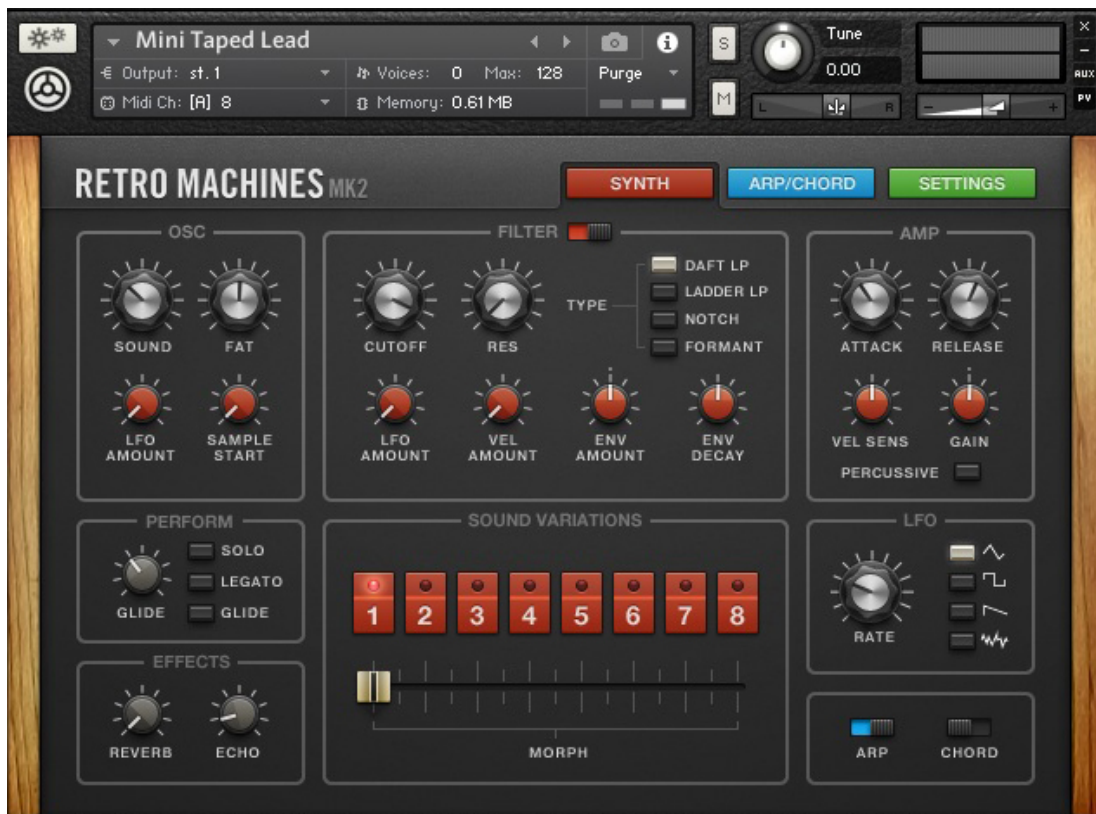 Mini Taped Lead
Output: st.1
Voices: 0 Max: 128
Purge
Midi Ch: [A] 8
Memory: 0.61 MB
S
M
Tune
0.00
L R
- +
×
-
AUX
PV
RETRO MACHINES MK2
SYNTH
ARP/CHORD
SETTINGS
OSC
SOUND
FAT
LFO
AMOUNT
SAMPLE
START
FILTER
CUTOFF
RES
TYPE
DAFT LP
LADDER LP
NOTCH
FORMANT
LFO
AMOUNT
VEL
AMOUNT
ENV
AMOUNT
ENV
DECAY
AMP
ATTACK
RELEASE
VEL SENS
GAIN
PERCUSSIVE
PERFORM
GLIDE
SOLO
LEGATO
GLIDE
SOUND VARIATIONS
1 2 3 4 5 6 7 8
MORPH
LFO
RATE
EFFECTS
REVERB
ECHO
ARP
CHORD